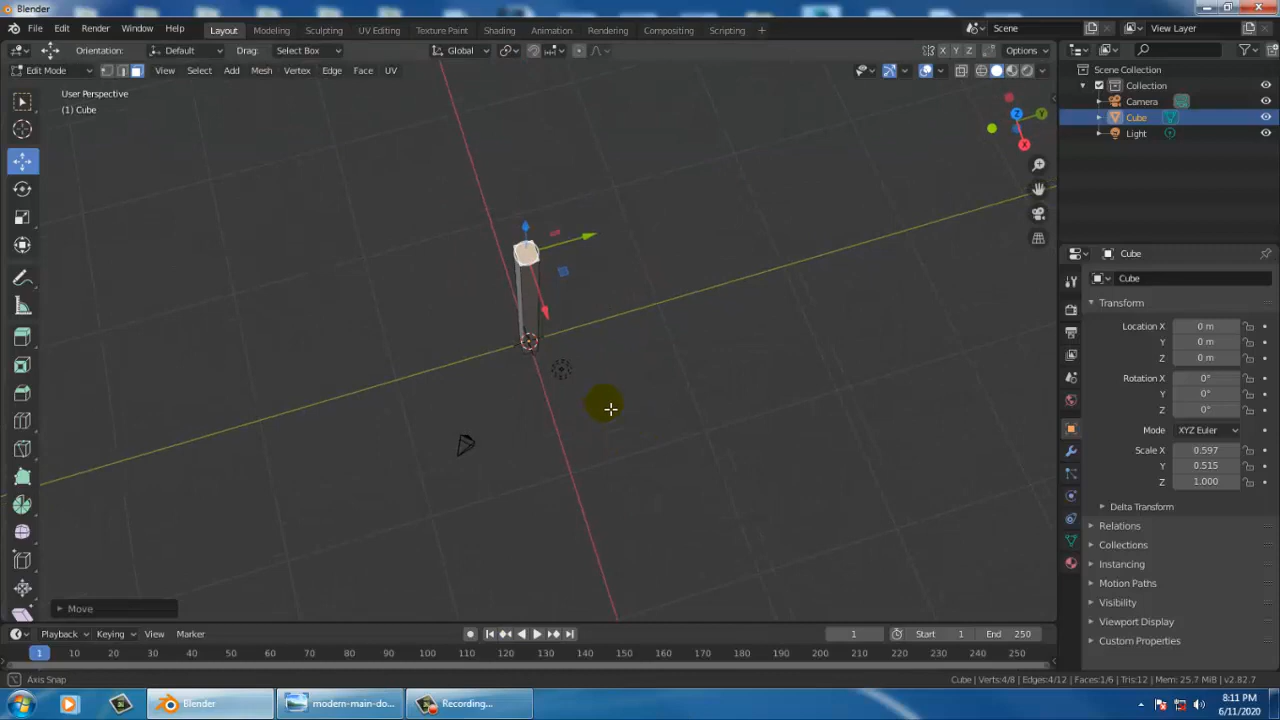 Blender
File Edit Render Window Help Layout Modeling Sculpting UV Editing Texture Paint Shading Animation Rendering Compositing Scripting + Scene View Layer
Orientation: Default Drag: Select Box Global X Y Z Options
Edit Mode View Select Add Mesh Vertex Edge Face UV
User Perspective
(1) Cube
Scene Collection
Collection
Camera
Cube
Light
Y
Z
X
Cube
Cube
Transform
Location X 0 m
Y 0 m
Z 0 m
Rotation X 0°
Y 0°
Z 0°
Mode XYZ Euler
Scale X 0.597
Y 0.515
Z 1.000
Delta Transform
Relations
Collections
Instancing
Motion Paths
Visibility
Viewport Display
Custom Properties
Move
Playback Keying View Marker 1 Start 1 End 250
1 10 20 30 40 50 60 70 80 90 100 110 120 130 140 150 160 170 180 190 200 210 220 230 240 250
Axis Snap Cube | Verts:4/8 | Edges:4/12 | Faces:1/6 | Tris:12 | Mem: 25.7 MiB | v2.82.7
Blender modern-main-do... Recording... 8:11 PM
6/11/2020